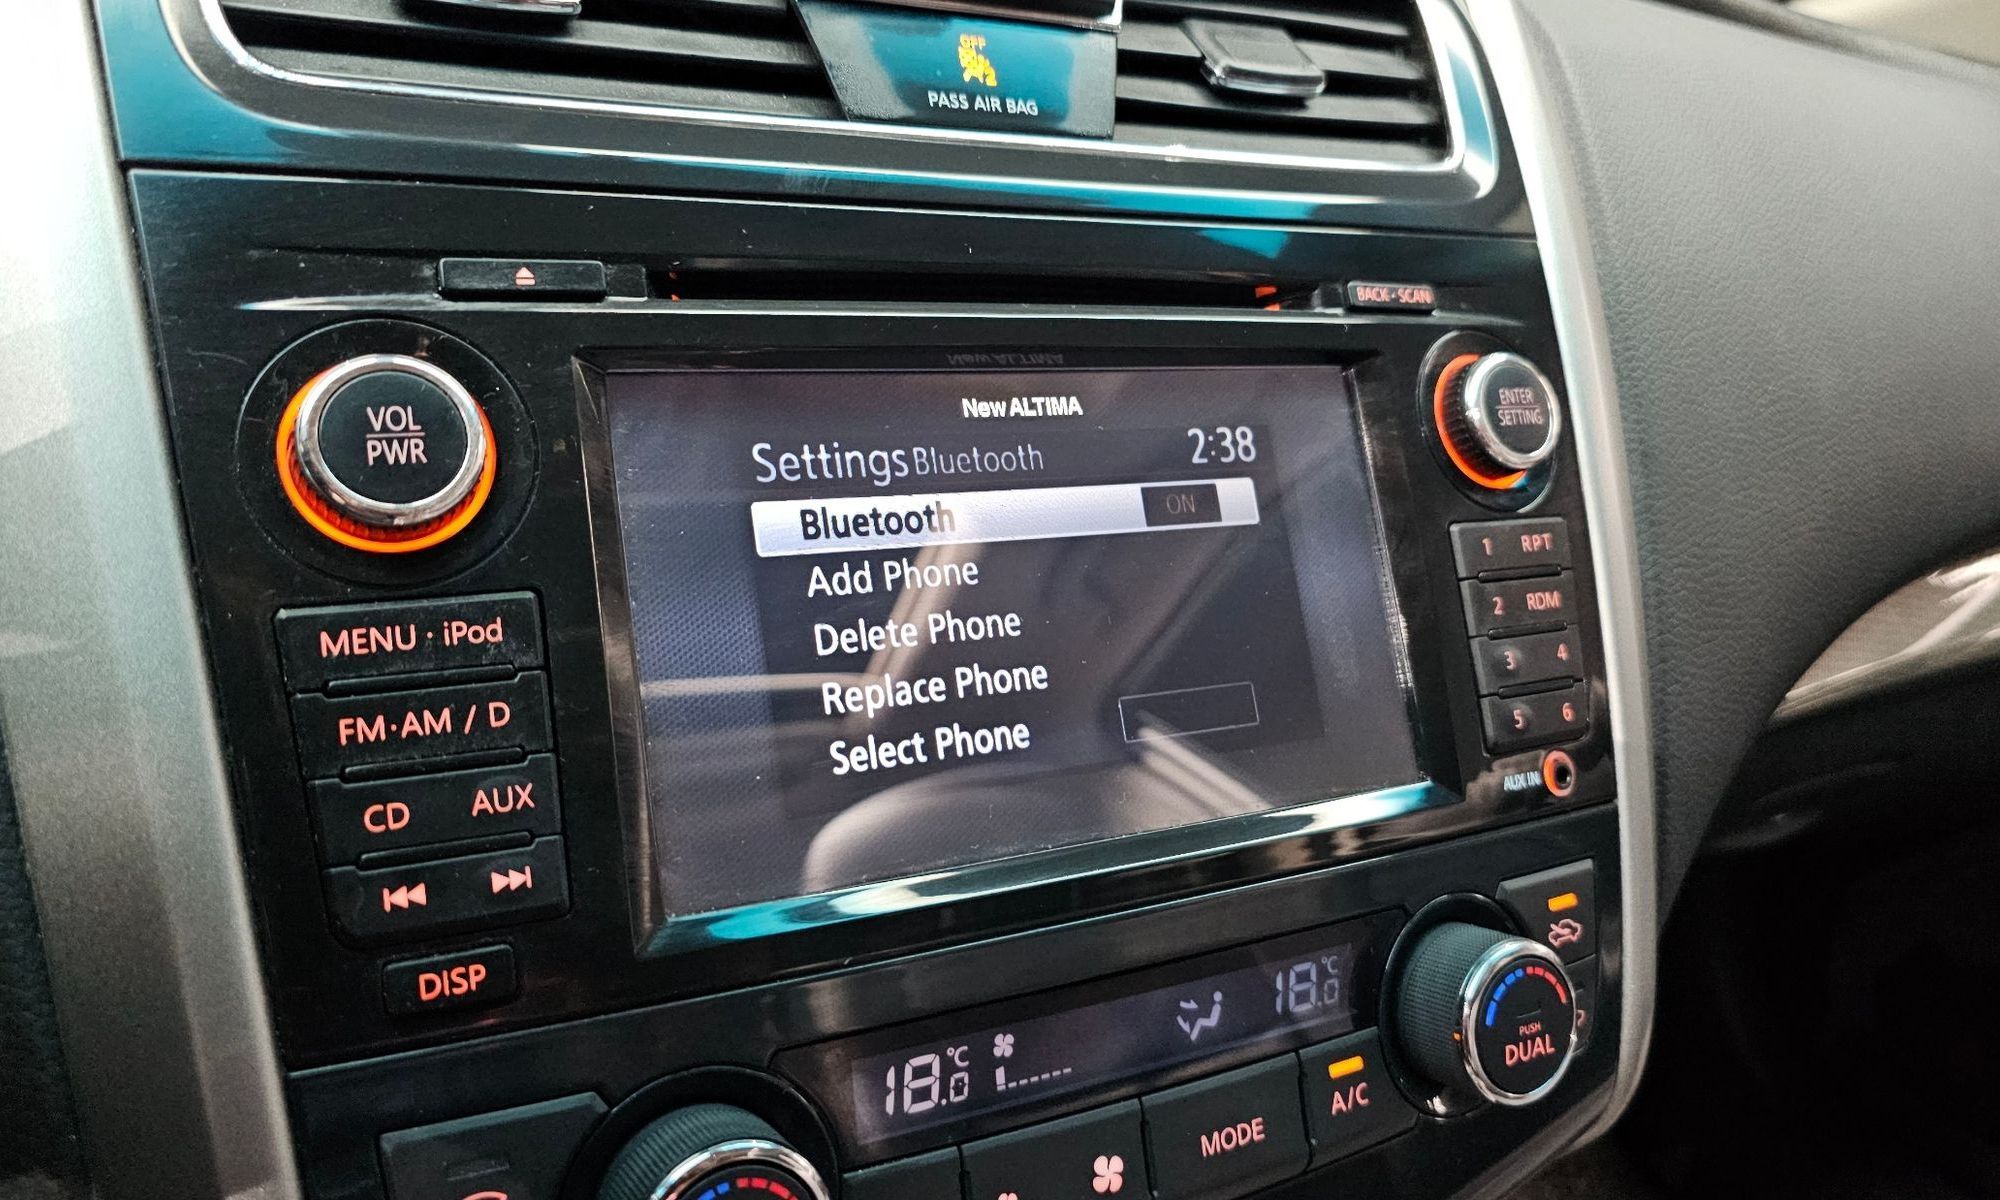 OFF
PASS AIR BAG
BACK · SCAN
New ALTIMA
VOL
PWR
Settings Bluetooth 2:38
ENTER
SETTING
Bluetooth ON
Add Phone
Delete Phone
Replace Phone
Select Phone
1 RPT
2 RDM
3 4
5 6
AUX IN
MENU · iPod
FM·AM / D
CD AUX
DISP
18.0°C 18.0°C
PUSH
DUAL
MODE
A/C